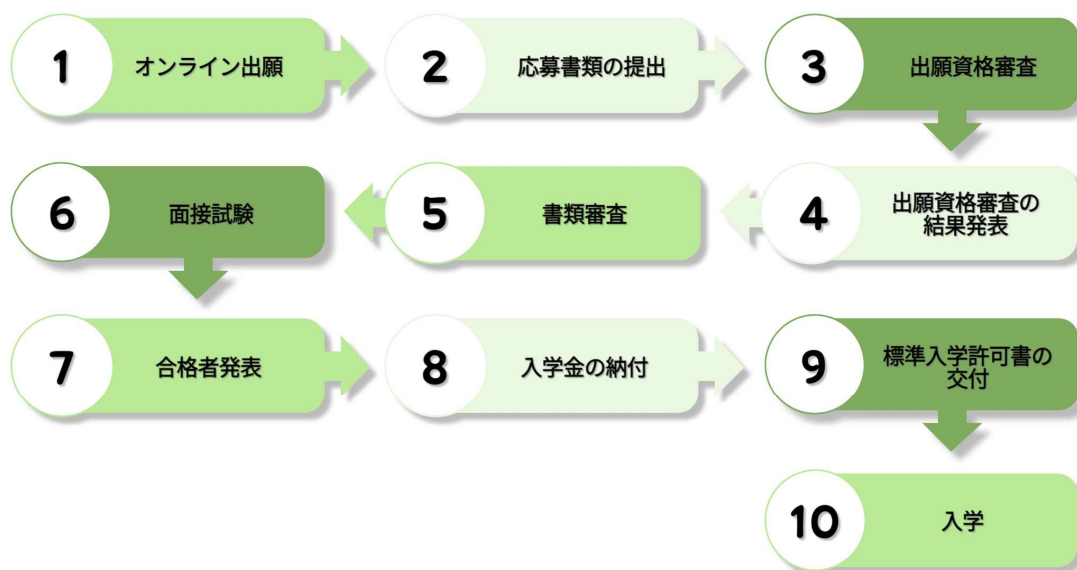 1
オンライン出願
2
応募書類の提出
3
出願資格審査
4
出願資格審査の
結果発表
5
書類審査
6
面接試験
7
合格者発表
8
入学金の納付
9
標準入学許可書の
交付
10
入学